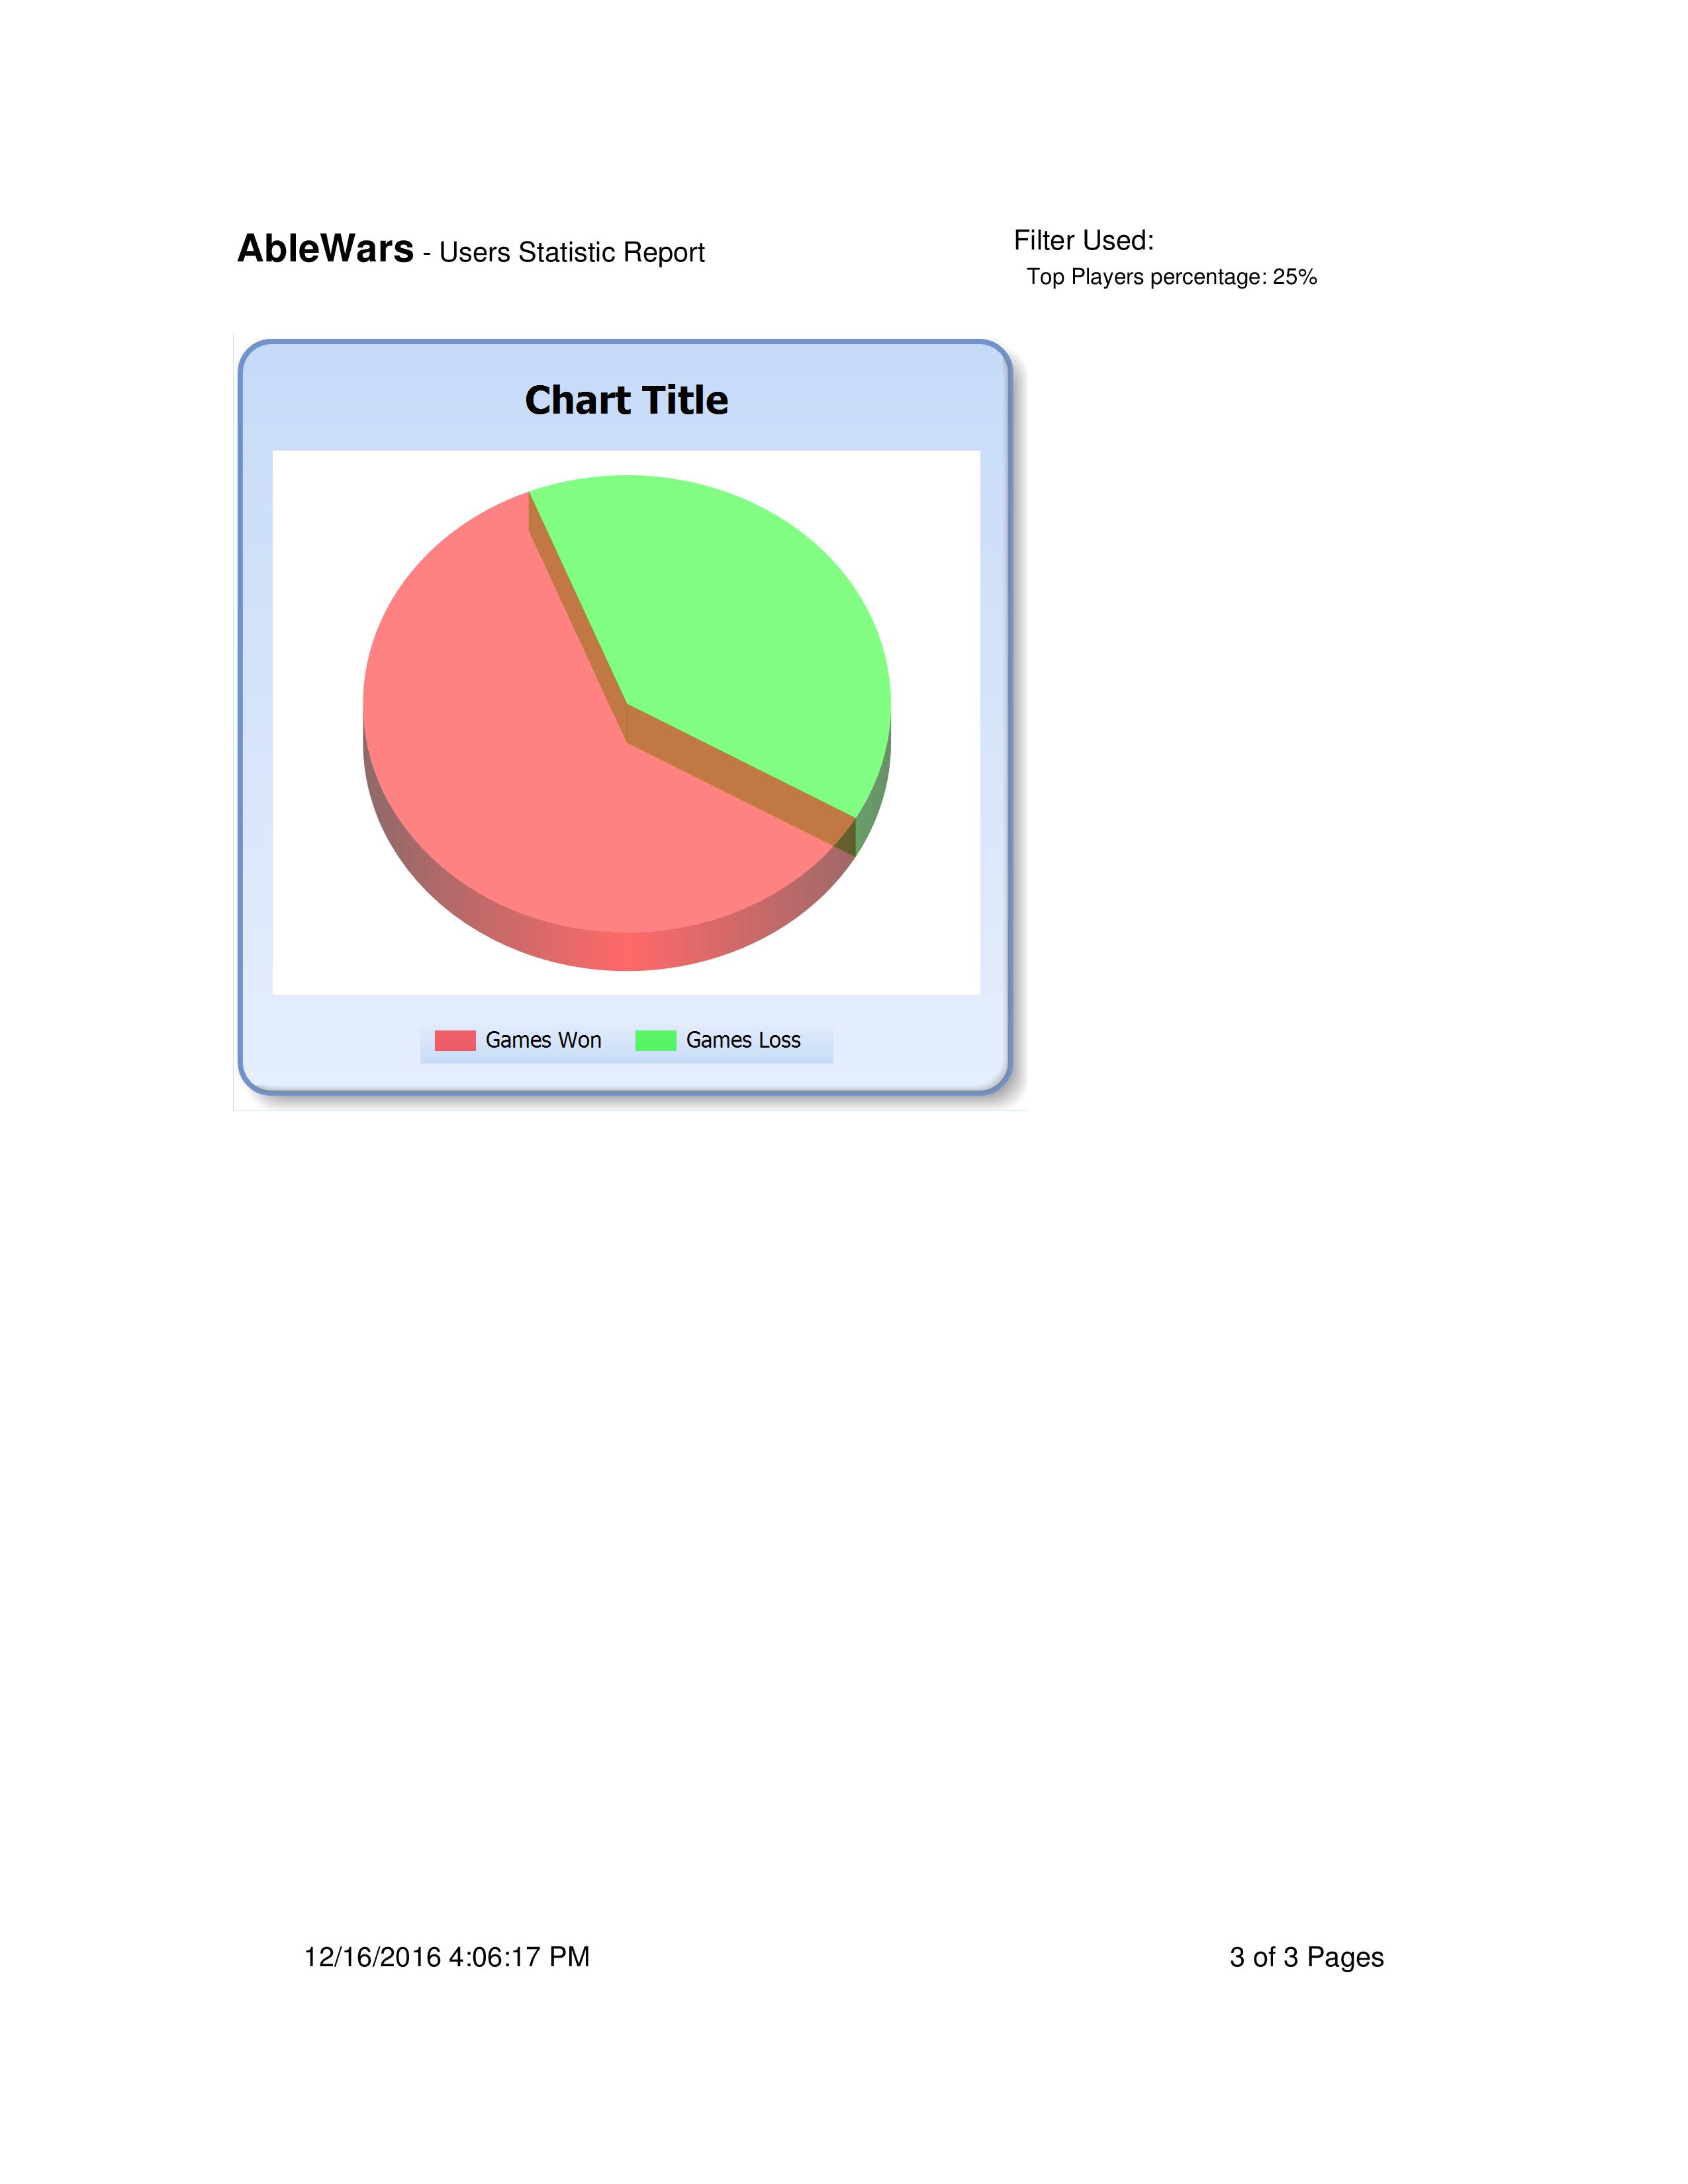 AbleWars - Users Statistic Report
Filter Used:
Top Players percentage: 25%
Chart Title
Games Won
Games Loss
12/16/2016 4:06:17 PM
3 of 3 Pages